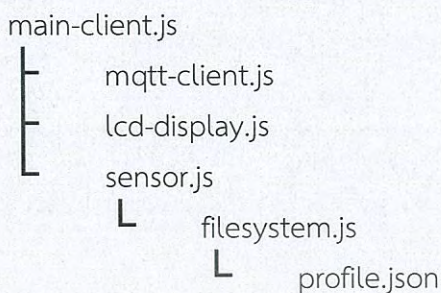 main-client.js
mqtt-client.js
lcd-display.js
sensor.js
filesystem.js
profile.json